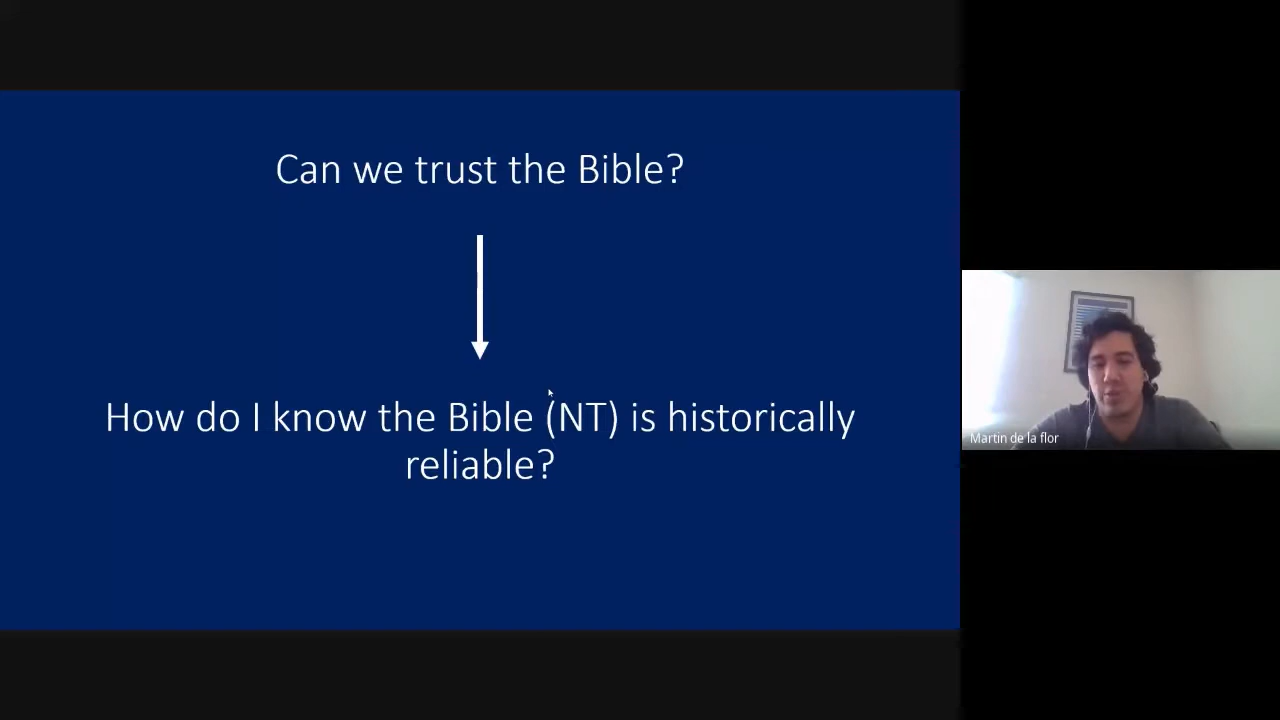 Can we trust the Bible?
How do I know the Bible (NT) is historically
reliable?
Martin de la flor